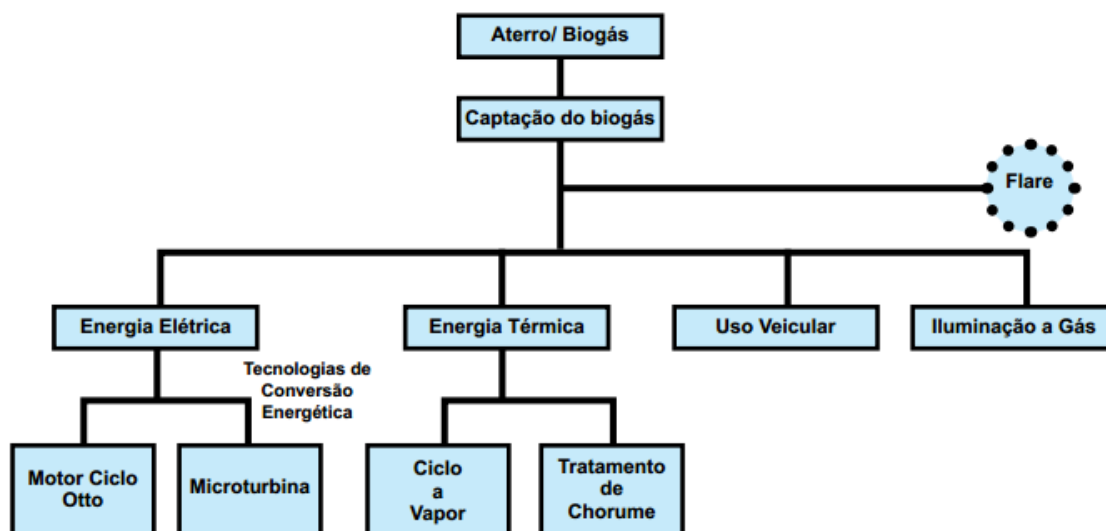 Aterro/ Biogás
Captação do biogás
Flare
Energia Elétrica
Energia Térmica
Uso Veicular
Iluminação a Gás
Tecnologias de
Conversão
Energética
Motor Ciclo
Otto
Microturbina
Ciclo
a
Vapor
Tratamento
de
Chorume